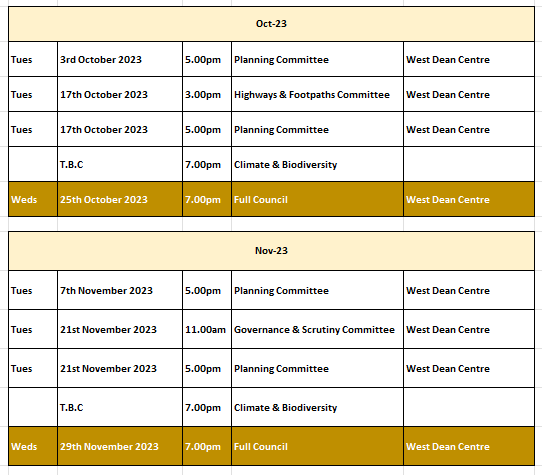 Oct-23
Tues 3rd October 2023 5.00pm Planning Committee West Dean Centre
Tues 17th October 2023 3.00pm Highways & Footpaths Committee West Dean Centre
Tues 17th October 2023 5.00pm Planning Committee West Dean Centre
T.B.C 7.00pm Climate & Biodiversity
Weds 25th October 2023 7.00pm Full Council West Dean Centre
Nov-23
Tues 7th November 2023 5.00pm Planning Committee West Dean Centre
Tues 21st November 2023 11.00am Governance & Scrutiny Committee West Dean Centre
Tues 21st November 2023 5.00pm Planning Committee West Dean Centre
T.B.C 7.00pm Climate & Biodiversity
Weds 29th November 2023 7.00pm Full Council West Dean Centre